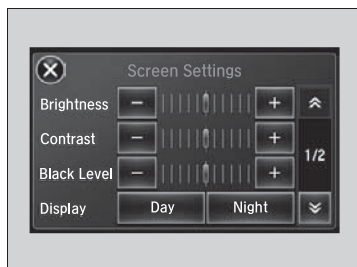 Screen Settings
Brightness - +
Contrast - +
1/2
Black Level - +
Display Day Night